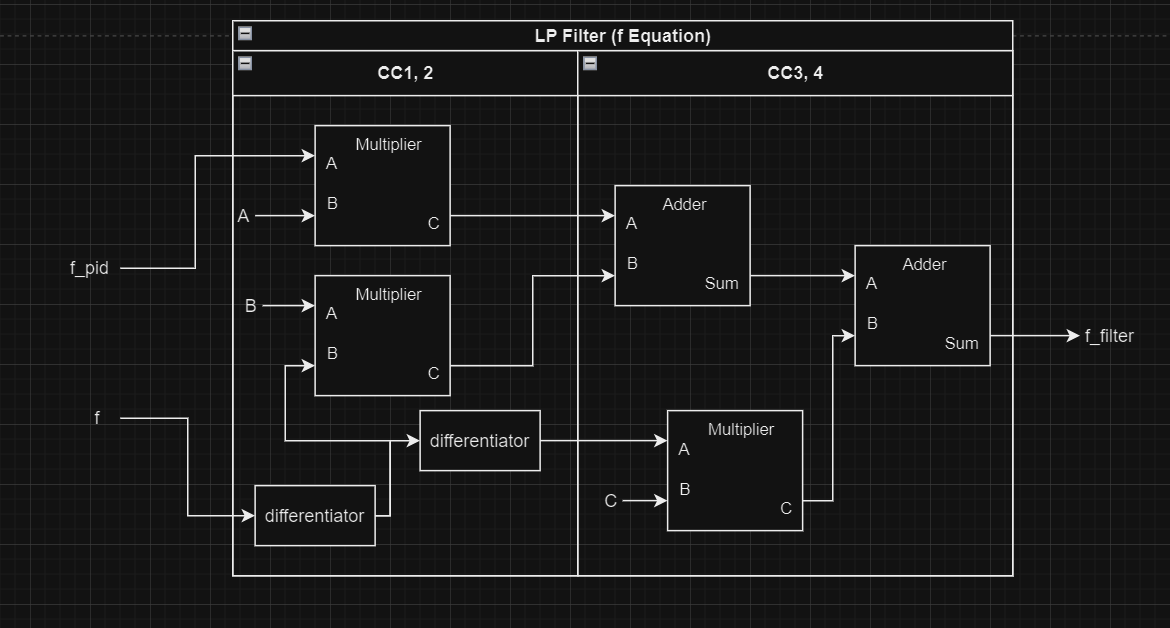 LP Filter (f Equation)
CC1, 2
CC3, 4
Multiplier
A
B
C
A
f_pid
Multiplier
A
B
C
B
f
differentiator
differentiator
Adder
A
B
Sum
Adder
A
B
Sum
f_filter
Multiplier
A
B
C
C